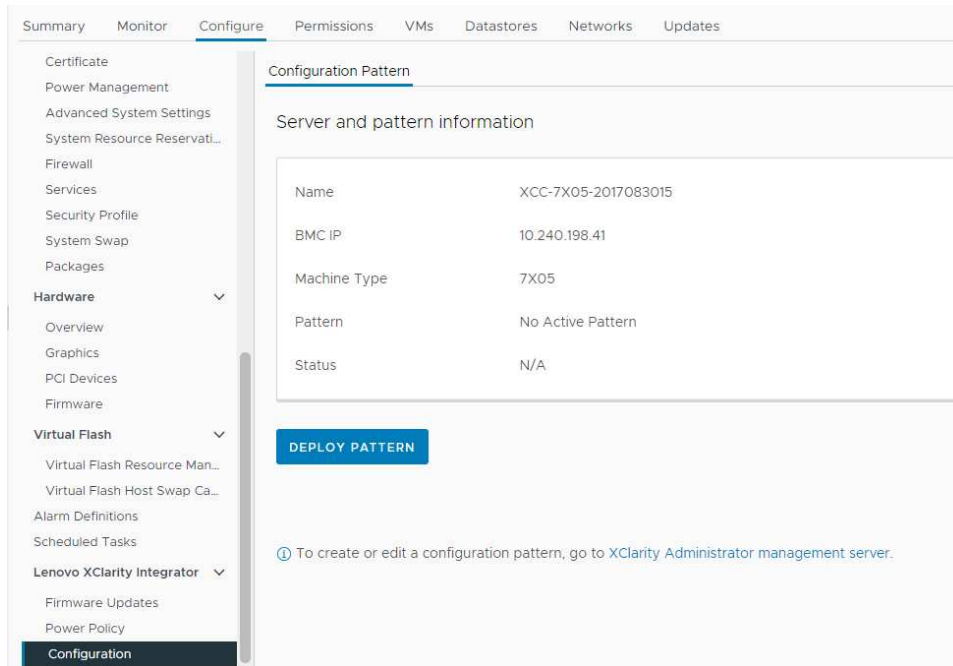 Summary Monitor Configure Permissions VMs Datastores Networks Updates
Certificate
Power Management
Advanced System Settings
System Resource Reservati...
Firewall
Services
Security Profile
System Swap
Packages
Hardware
Overview
Graphics
PCI Devices
Firmware
Virtual Flash
Virtual Flash Resource Man...
Virtual Flash Host Swap Ca...
Alarm Definitions
Scheduled Tasks
Lenovo XClarity Integrator
Firmware Updates
Power Policy
Configuration
Configuration Pattern
Server and pattern information
Name XCC-7X05-2017083015
BMC IP 10.240.198.41
Machine Type 7X05
Pattern No Active Pattern
Status N/A
DEPLOY PATTERN
To create or edit a configuration pattern, go to XClarity Administrator management server.